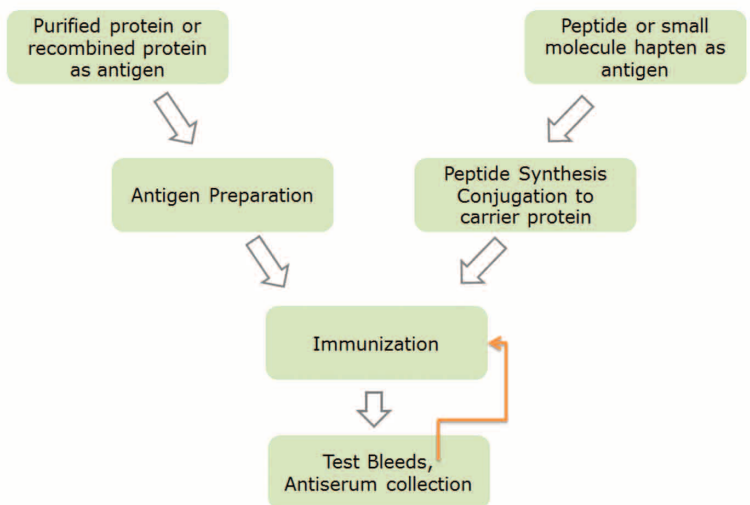 Purified protein or
recombined protein
as antigen
Peptide or small
molecule hapten as
antigen
Antigen Preparation
Peptide Synthesis
Conjugation to
carrier protein
Immunization
Test Bleeds,
Antiserum collection